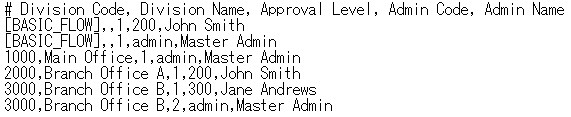 # Division Code, Division Name, Approval Level, Admin Code, Admin Name
[BASIC_FLOW],,1,200,John Smith
[BASIC_FLOW],,1,admin,Master Admin
1000,Main Office,1,admin,Master Admin
2000,Branch Office A,1,200,John Smith
3000,Branch Office B,1,300,Jane Andrews
3000,Branch Office B,2,admin,Master Admin